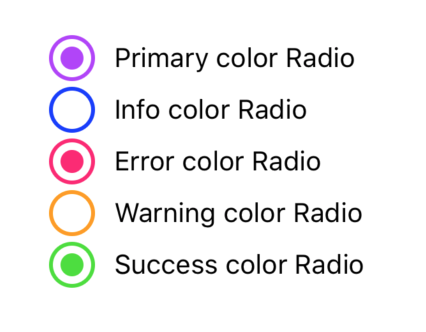 Primary color Radio
Info color Radio
Error color Radio
Warning color Radio
Success color Radio